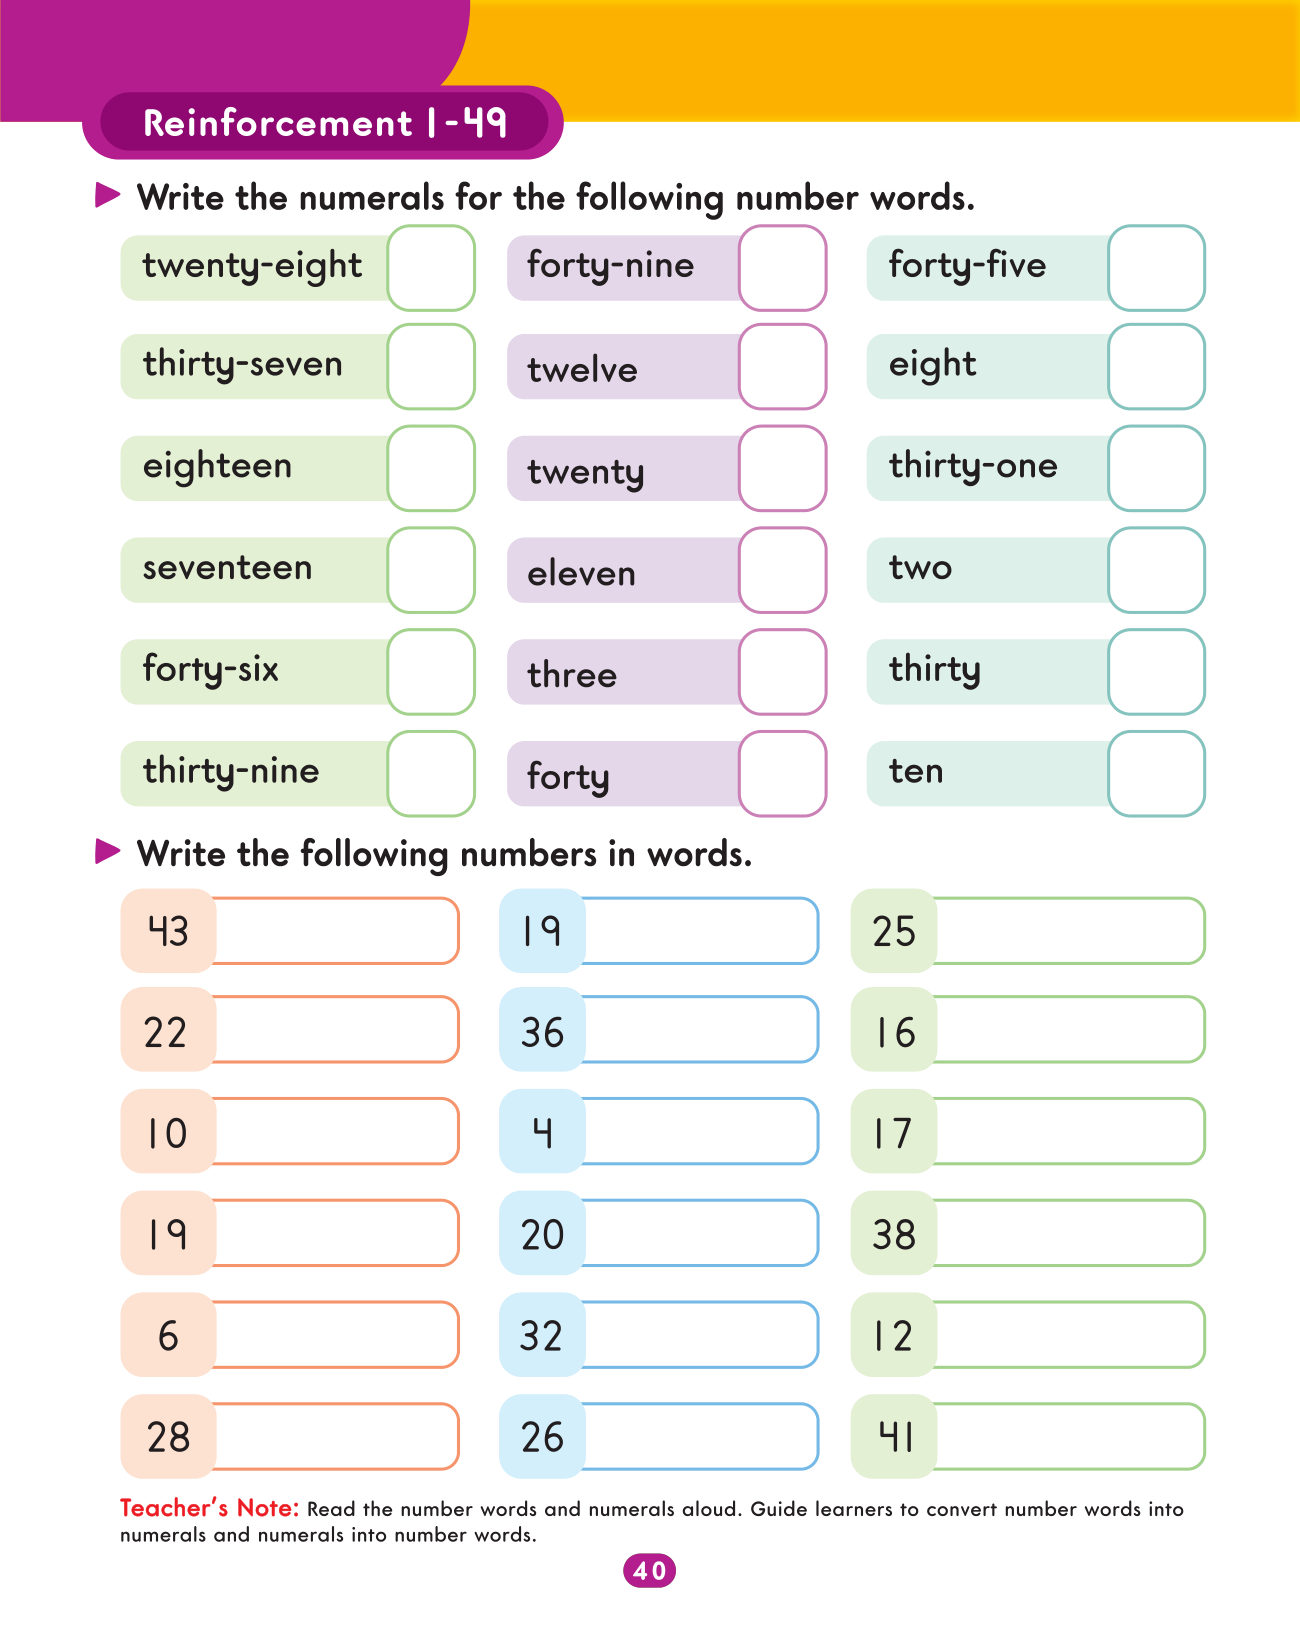 Reinforcement 1-49
Write the numerals for the following number words.
twenty-eight forty-nine forty-five
thirty-seven twelve eight
eighteen twenty thirty-one
seventeen eleven two
forty-six three thirty
thirty-nine forty ten
Write the following numbers in words.
43 19 25
22 36 16
10 4 17
19 20 38
6 32 12
28 26 41
Teacher's Note: Read the number words and numerals aloud. Guide learners to convert number words into
numerals and numerals into number words.
40